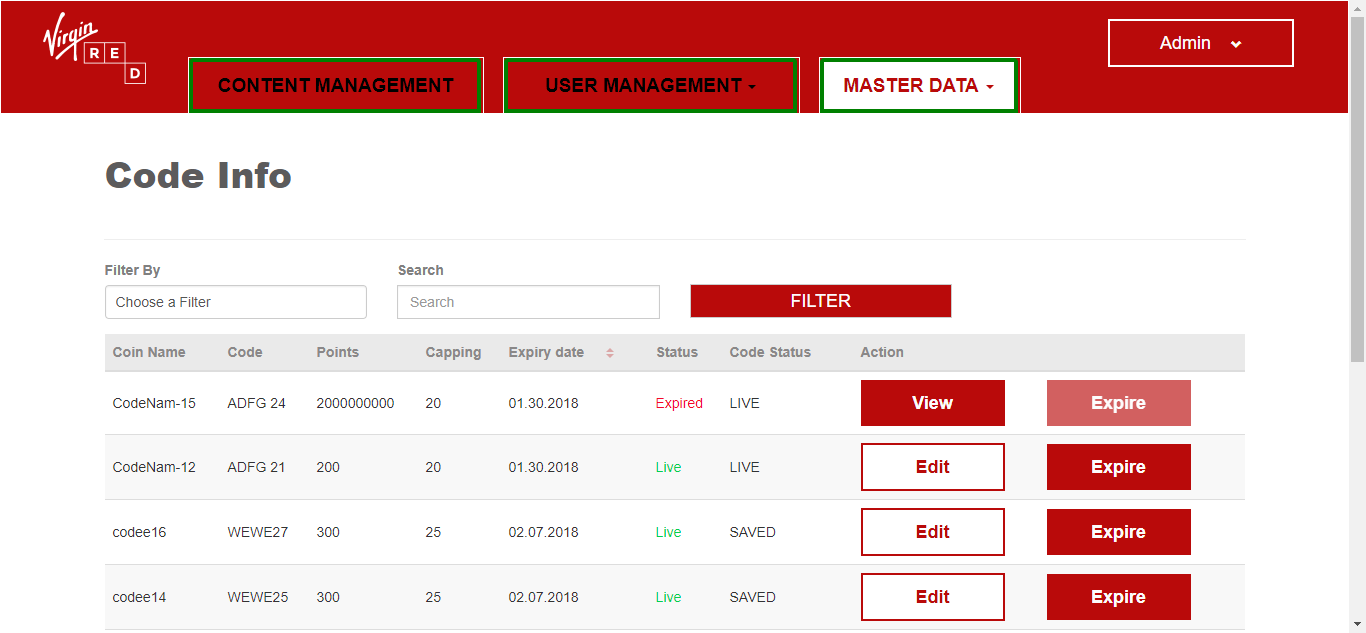 Virgin
RE
D
Admin
CONTENT MANAGEMENT USER MANAGEMENT MASTER DATA
Code Info
Filter By Search
Choose a Filter Search FILTER
Coin Name Code Points Capping Expiry date Status Code Status Action
CodeNam-15 ADFG 24 2000000000 20 01.30.2018 Expired LIVE View Expire
CodeNam-12 ADFG 21 200 20 01.30.2018 Live LIVE Edit Expire
codee16 WEWE27 300 25 02.07.2018 Live SAVED Edit Expire
codee14 WEWE25 300 25 02.07.2018 Live SAVED Edit Expire